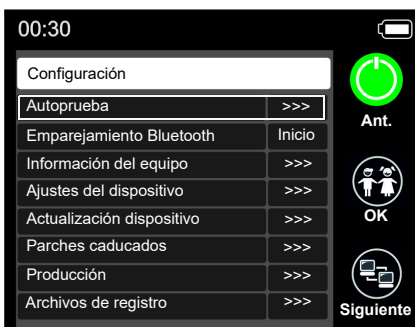 00:30
Configuración
Autoprueba >>>
Emparejamiento Bluetooth Inicio
Información del equipo >>>
Ajustes del dispositivo >>>
Actualización dispositivo >>>
Parches caducados >>>
Producción >>>
Archivos de registro >>>
Ant.
OK
Siguiente